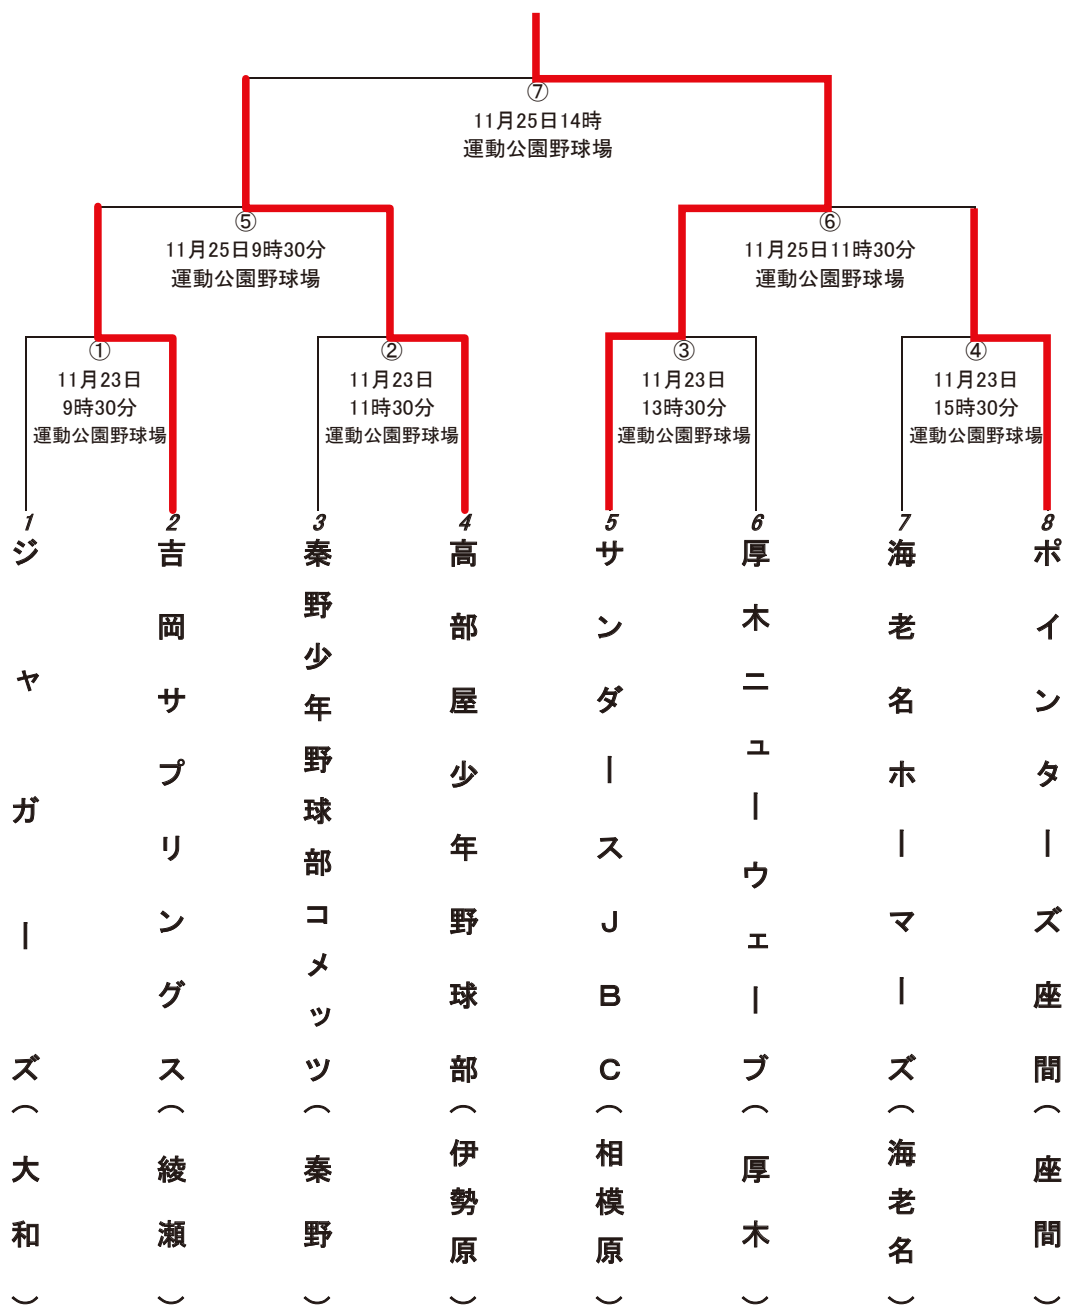 ⑦
11月25日14時
運動公園野球場
⑤
11月25日9時30分
運動公園野球場
⑥
11月25日11時30分
運動公園野球場
①
11月23日
9時30分
運動公園野球場
②
11月23日
11時30分
運動公園野球場
③
11月23日
13時30分
運動公園野球場
④
11月23日
15時30分
運動公園野球場
1
ジャガーズ(大和)
2
吉岡サプリングス(綾瀬)
3
秦野少年野球部コメッツ(秦野)
4
高部屋少年野球部(伊勢原)
5
サンダースJBC(相模原)
6
厚木ニューウェーブ(厚木)
7
海老名ホーマーズ(海老名)
8
ポインターズ座間(座間)